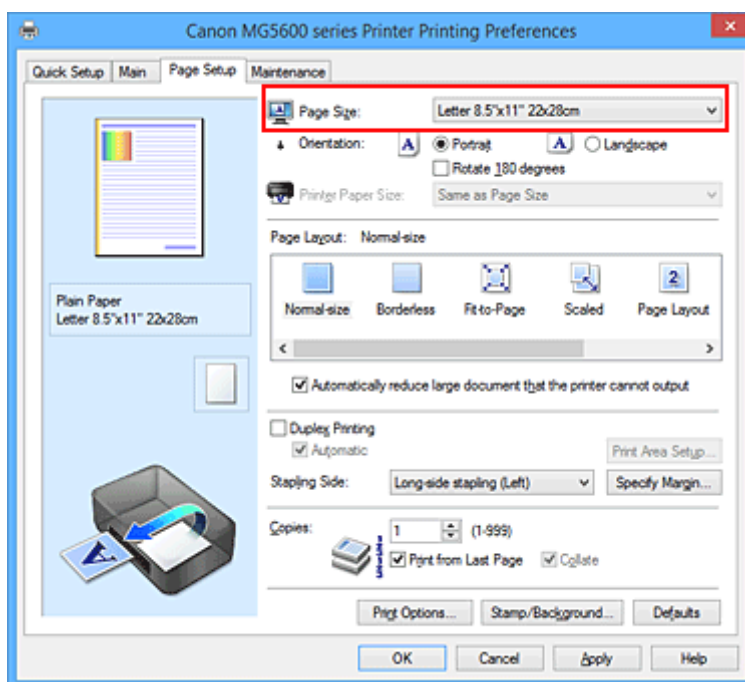 Canon MG5600 series Printer Printing Preferences
Quick Setup Main Page Setup Maintenance
Page Size: Letter 8.5"x11" 22x28cm
Orientation: A Portrait A Landscape
Rotate 180 degrees
Printer Paper Size: Same as Page Size
Page Layout: Normal-size
Normal-size Borderless Fit-to-Page Scaled Page Layout
Plain Paper
Letter 8.5"x11" 22x28cm
Automatically reduce large document that the printer cannot output
Duplex Printing
Automatic
Print Area Setup...
Stapling Side: Long-side stapling (Left) Specify Margin...
Copies: 1 (1-999)
Print from Last Page Collate
Print Options... Stamp/Background... Defaults
OK Cancel Apply Help